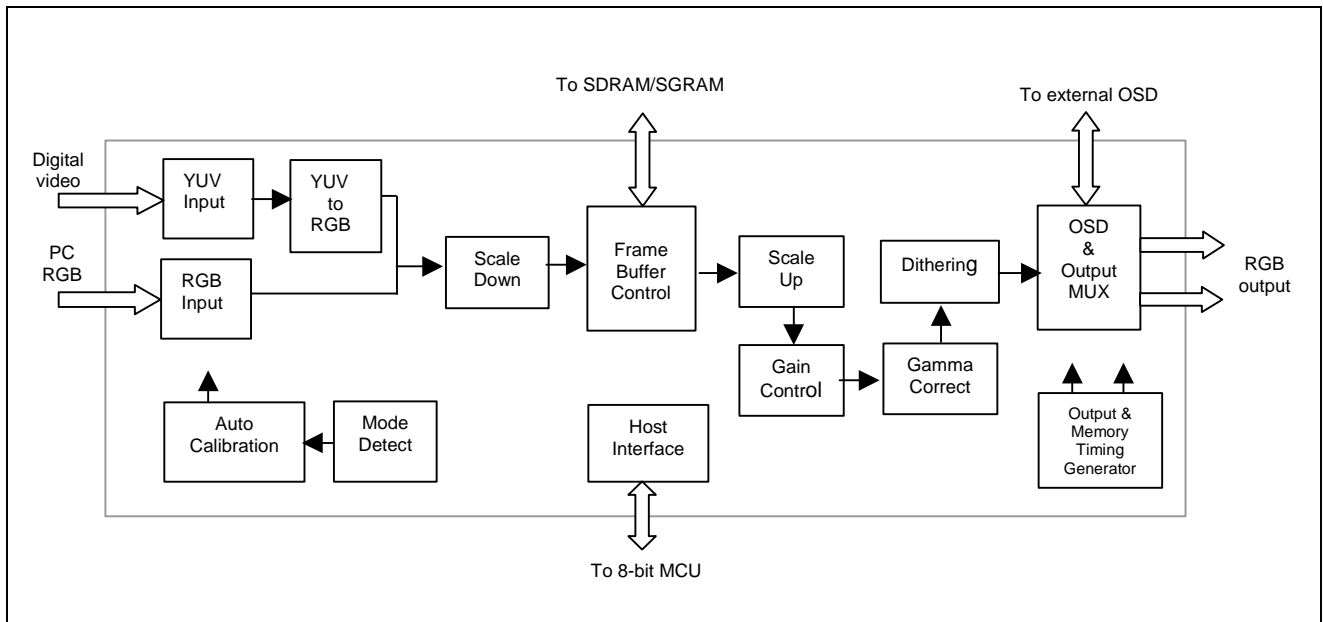 To SDRAM/SGRAM
To external OSD
Digital
video
YUV
Input
YUV
to
RGB
PC
RGB
RGB
Input
Scale
Down
Frame
Buffer
Control
Scale
Up
Dithering
OSD
&
Output
MUX
RGB
output
Gain
Control
Gamma
Correct
Auto
Calibration
Mode
Detect
Host
Interface
Output &
Memory
Timing
Generator
To 8-bit MCU